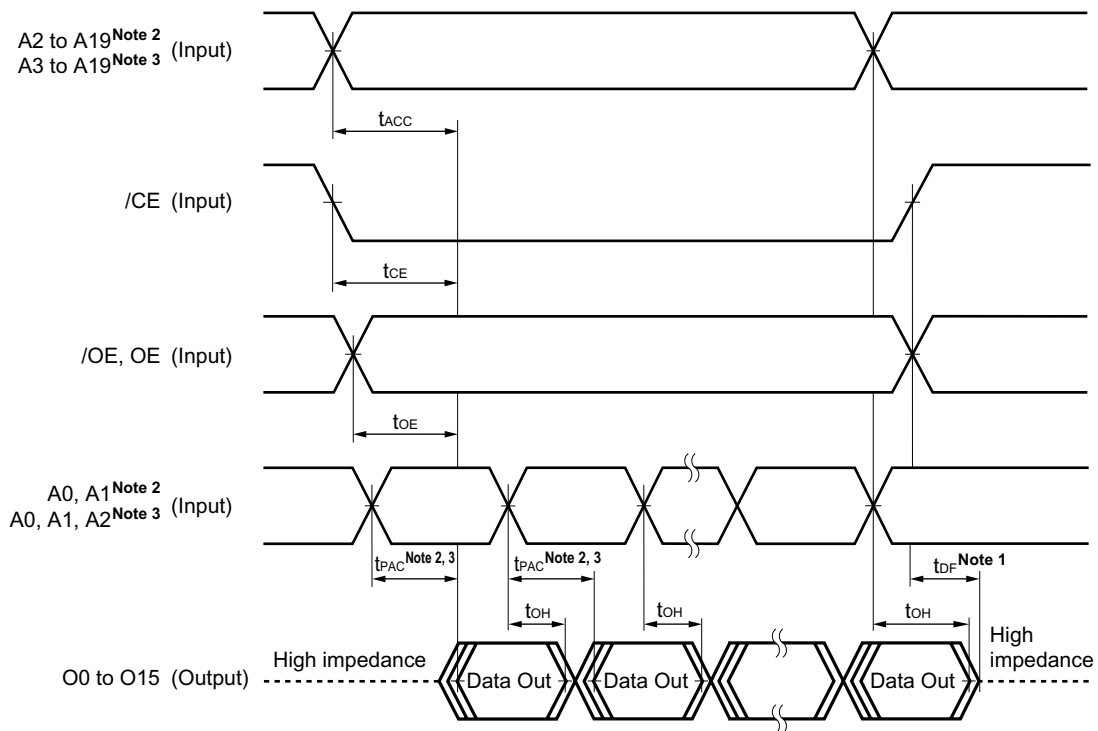 A2 to A19Note 2
A3 to A19Note 3
(Input)
tACC
/CE (Input)
tCE
/OE, OE (Input)
tOE
A0, A1Note 2
A0, A1, A2Note 3
(Input)
tPACNote 2, 3
tPACNote 2, 3
tDFNote 1
tOH
tOH
tOH
O0 to O15 (Output)
High impedance
Data Out
Data Out
Data Out
High
impedance